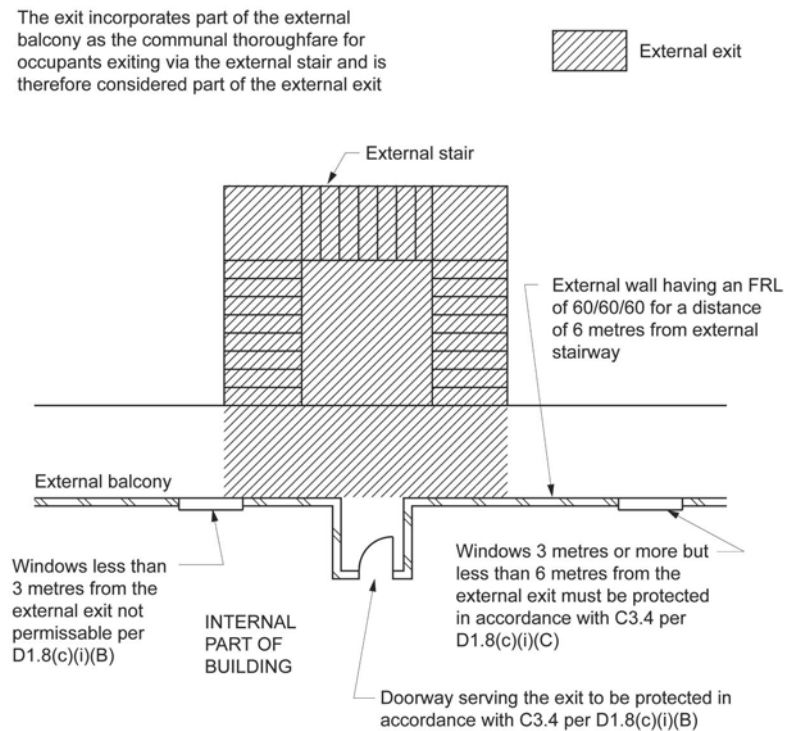 The exit incorporates part of the external
balcony as the communal thoroughfare for
occupants exiting via the external stair and is
therefore considered part of the external exit
External exit
External stair
External wall having an FRL
of 60/60/60 for a distance
of 6 metres from external
stairway
External balcony
Windows less than
3 metres from the
external exit not
permissable per
D1.8(c)(i)(B)
INTERNAL
PART OF
BUILDING
Windows 3 metres or more but
less than 6 metres from the
external exit must be protected
in accordance with C3.4 per
D1.8(c)(i)(C)
Doorway serving the exit to be protected in
accordance with C3.4 per D1.8(c)(i)(B)